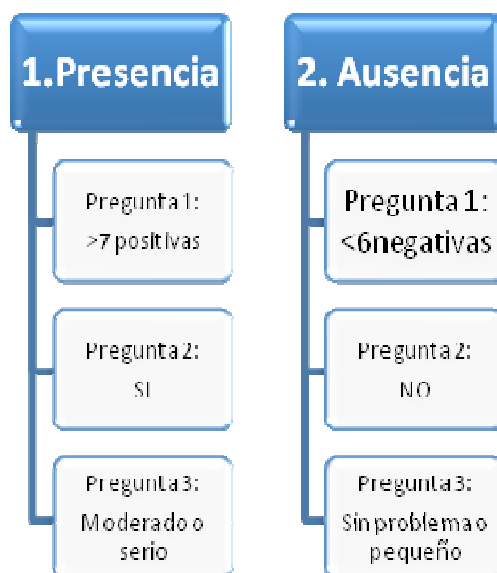 1.Presencia
Pregunta 1:
>7 positivas
Pregunta 2:
SI
Pregunta 3:
Moderado o
serio
2. Ausencia
Pregunta 1:
<6negativas
Pregunta 2:
NO
Pregunta 3:
Sin problema o
pequeño